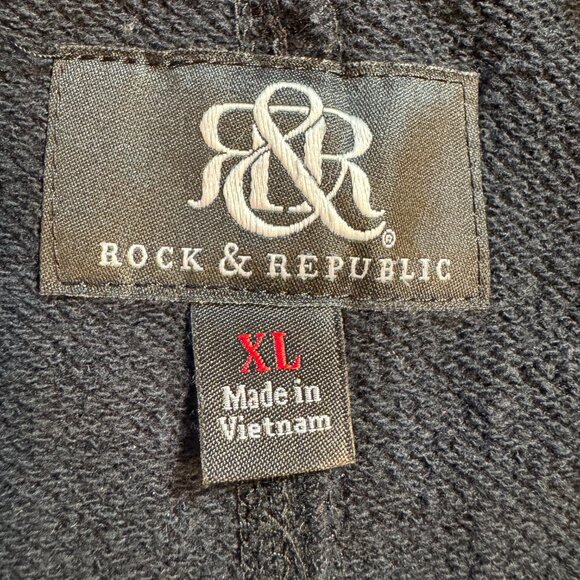 R&R
®
ROCK & REPUBLIC
XL
Made in
Vietnam